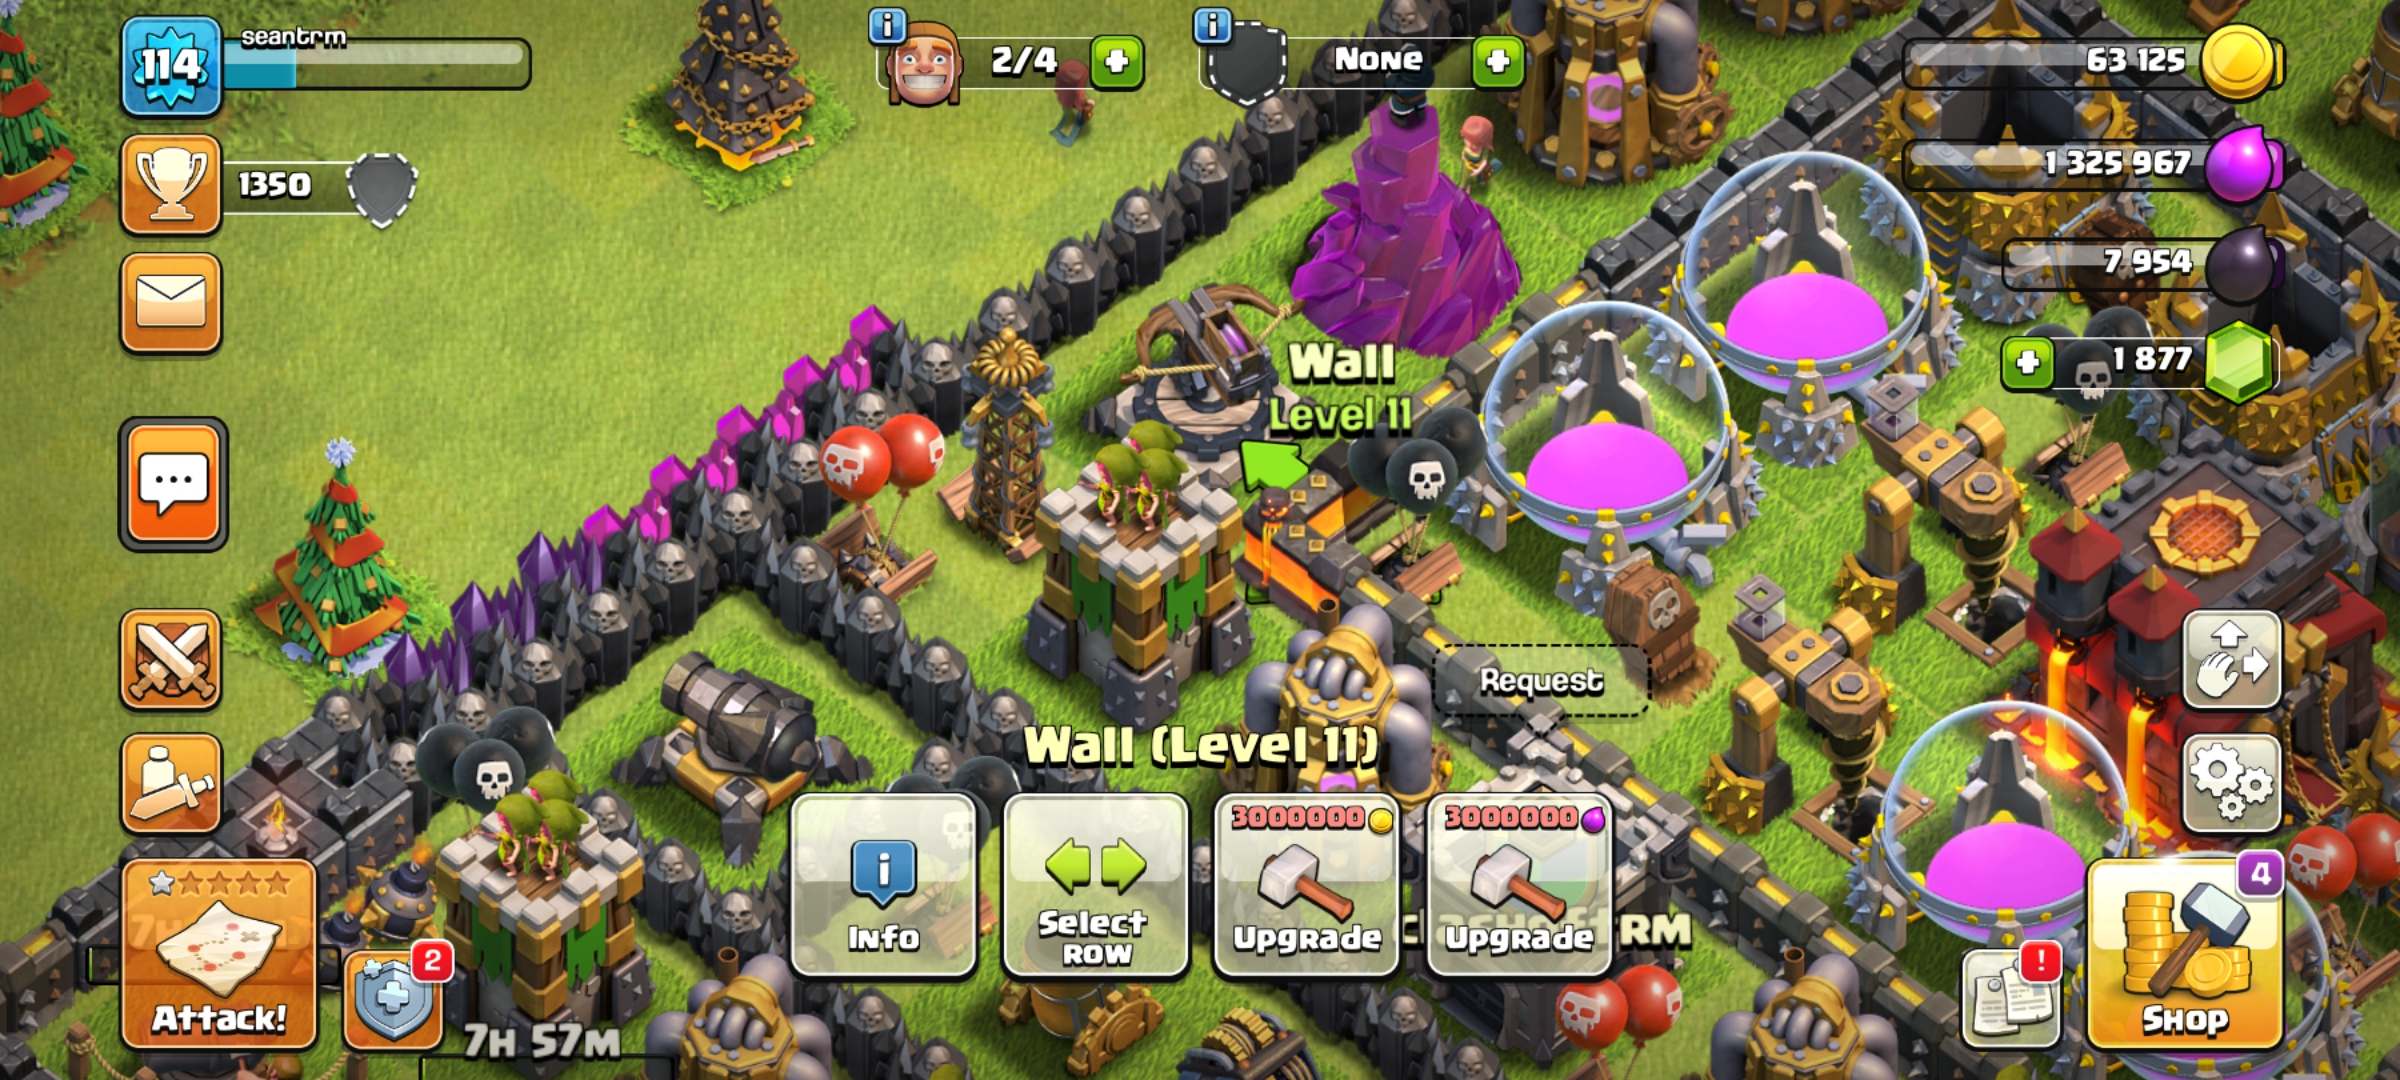 114
seantrm
2/4
None
63 125
1350
1 325 967
7 954
1 877
Wall
Level 11
Request
Wall (Level 11)
3000000
3000000
Info
Select
Row
Upgrade
Upgrade
RM
4
2
!
Attack!
7H 57M
Shop